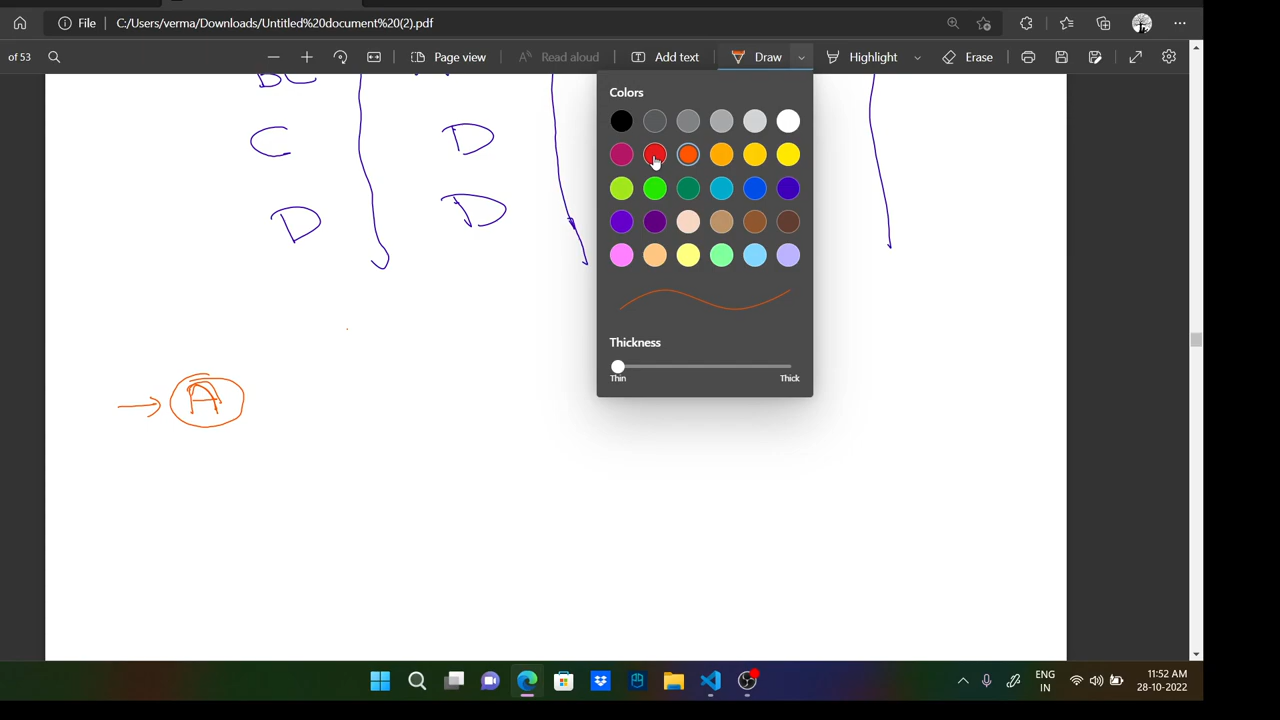 File C:/Users/verma/Downloads/Untitled%20document%20(2).pdf
of 53 Page view Read aloud Add text Draw Highlight Erase
Colors
Thickness
Thin Thick
BC
C D
D D
A
ENG
IN
11:52 AM
28-10-2022